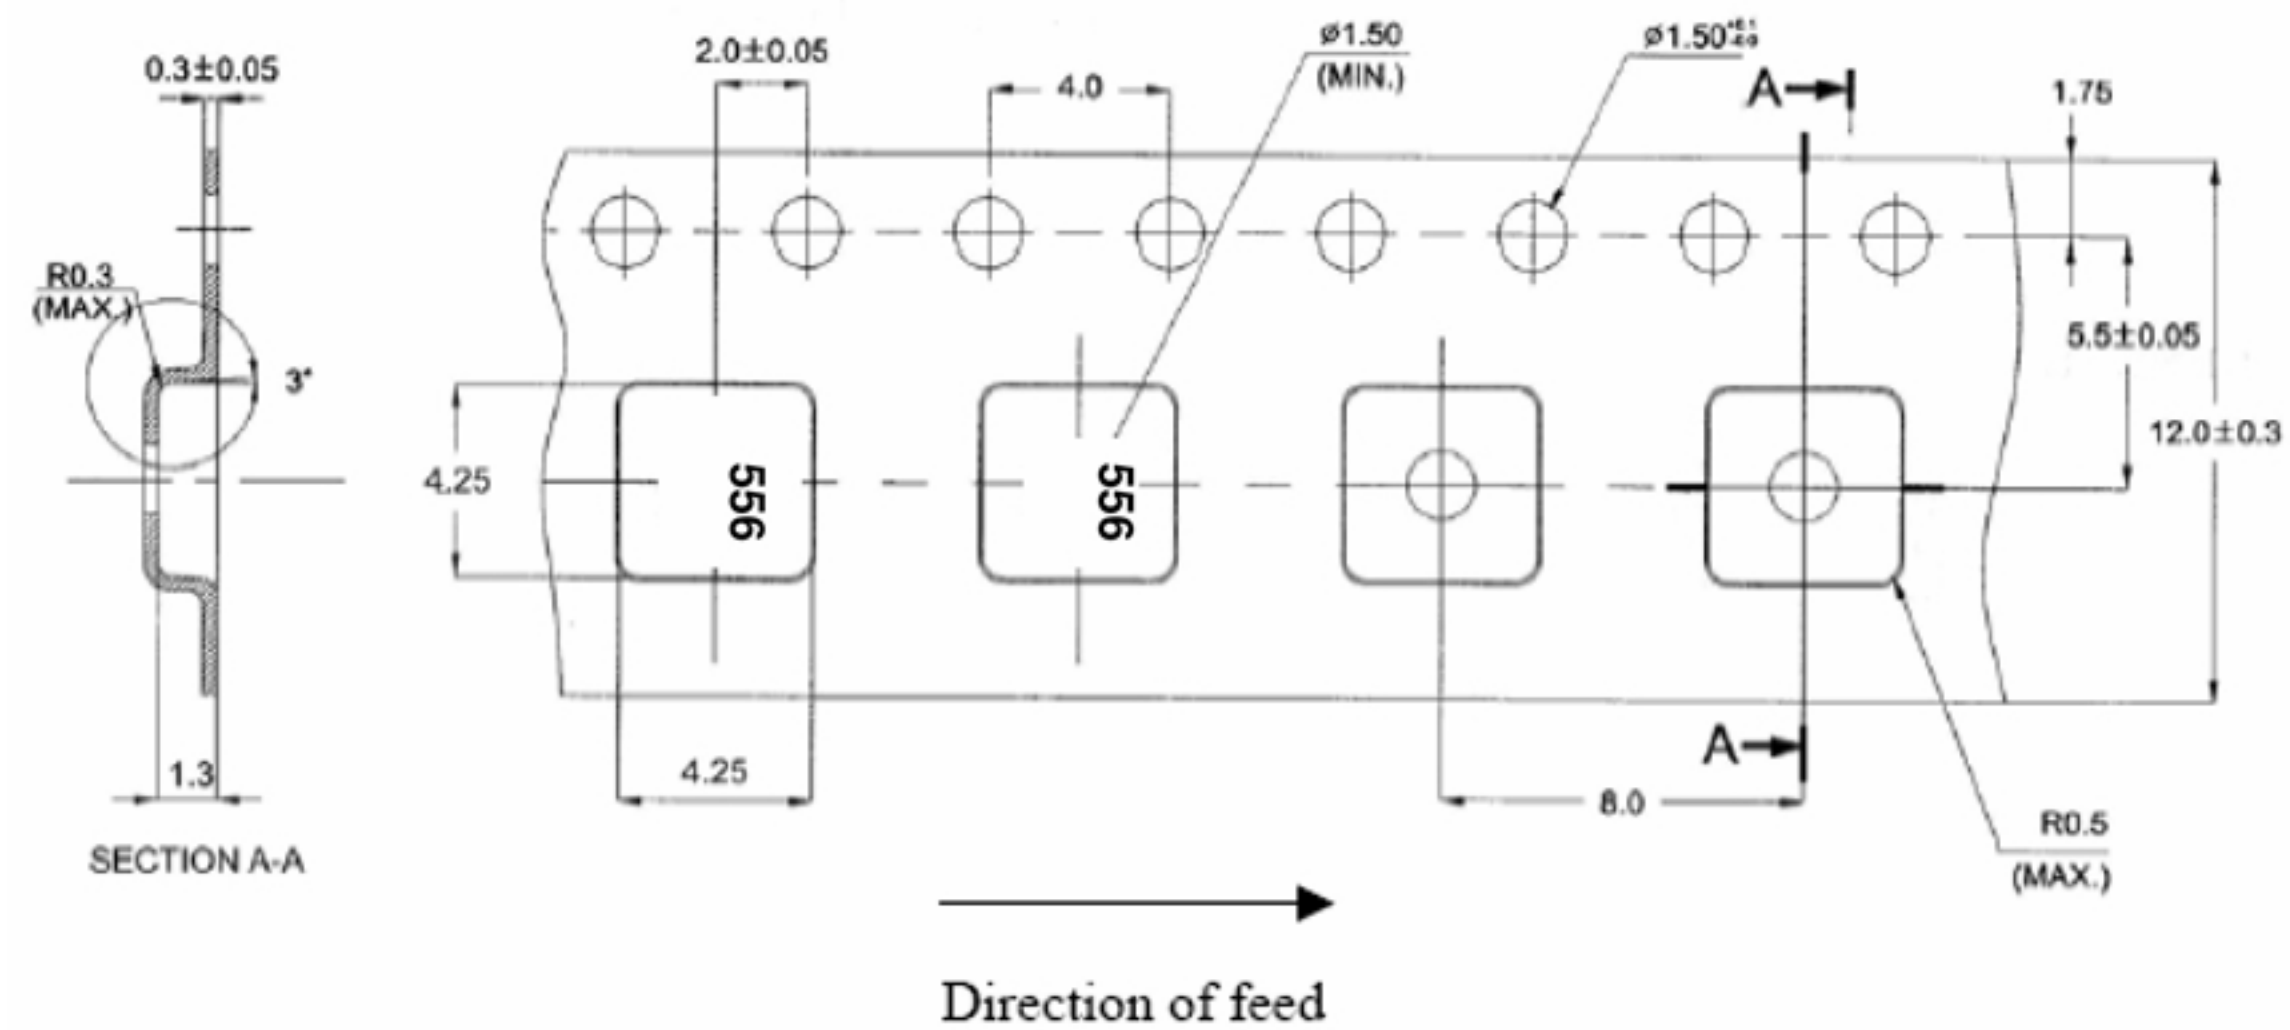 0.3±0.05
2.0±0.05
4.0
ø1.50
(MIN.)
ø1.50
A
1.75
R0.3
(MAX.)
3°
5.5±0.05
12.0±0.3
4.25
556
556
1.3
4.25
A
8.0
R0.5
(MAX.)
SECTION A-A
Direction of feed